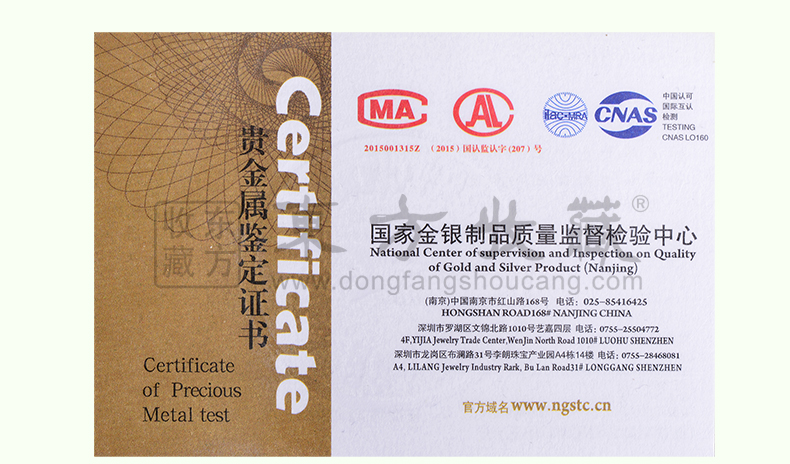 Certificate
贵金属鉴定证书
Certificate
of Precious
Metal test
CMA
CAL
ilac-MRA
CNAS
中国认可
国际互认
检测
TESTING
CNAS LO160
2015001315Z （2015）国认监认字(207）号
收东
藏方
東方收藏®
www.dongfangshoucang.com
国家金银制品质量监督检验中心
National Center of supervision and Inspection on Quality
of Gold and Silver Product (Nanjing)
(南京)中国南京市红山路168号 电话：025-85416425
HONGSHAN ROAD168# NANJING CHINA
深圳市罗湖区文锦北路1010号艺嘉四层 电话：0755-25504772
4F,YIJIA Jewelry Trade Center,WenJin North Road 1010# LUOHU SHENZHEN
深圳市龙岗区布澜路31号李朗珠宝产业园A4栋14楼 电话：0755-28468081
A4, LILANG Jewelry Industry Rark, Bu Lan Road31# LONGGANG SHENZHEN
官方域名 www.ngstc.cn